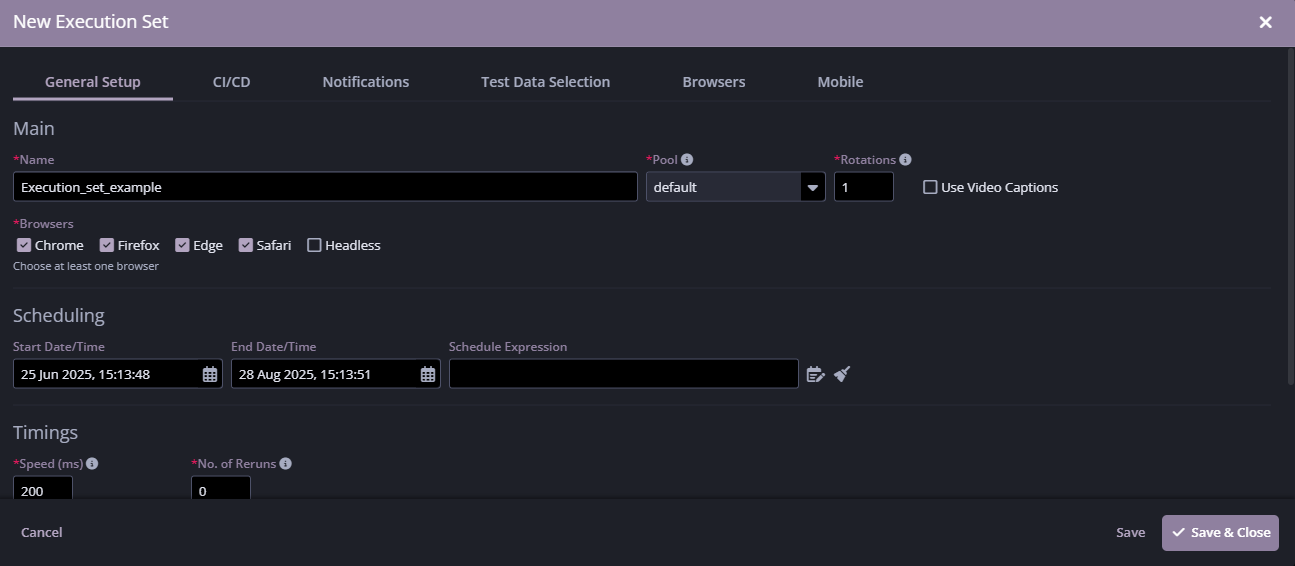 New Execution Set
General Setup CI/CD Notifications Test Data Selection Browsers Mobile
Main
*Name *Pool *Rotations
Execution_set_example default 1 Use Video Captions
*Browsers
Chrome Firefox Edge Safari Headless
Choose at least one browser
Scheduling
Start Date/Time End Date/Time Schedule Expression
25 Jun 2025, 15:13:48 28 Aug 2025, 15:13:51
Timings
*Speed (ms) *No. of Reruns
200 0
Cancel Save Save & Close